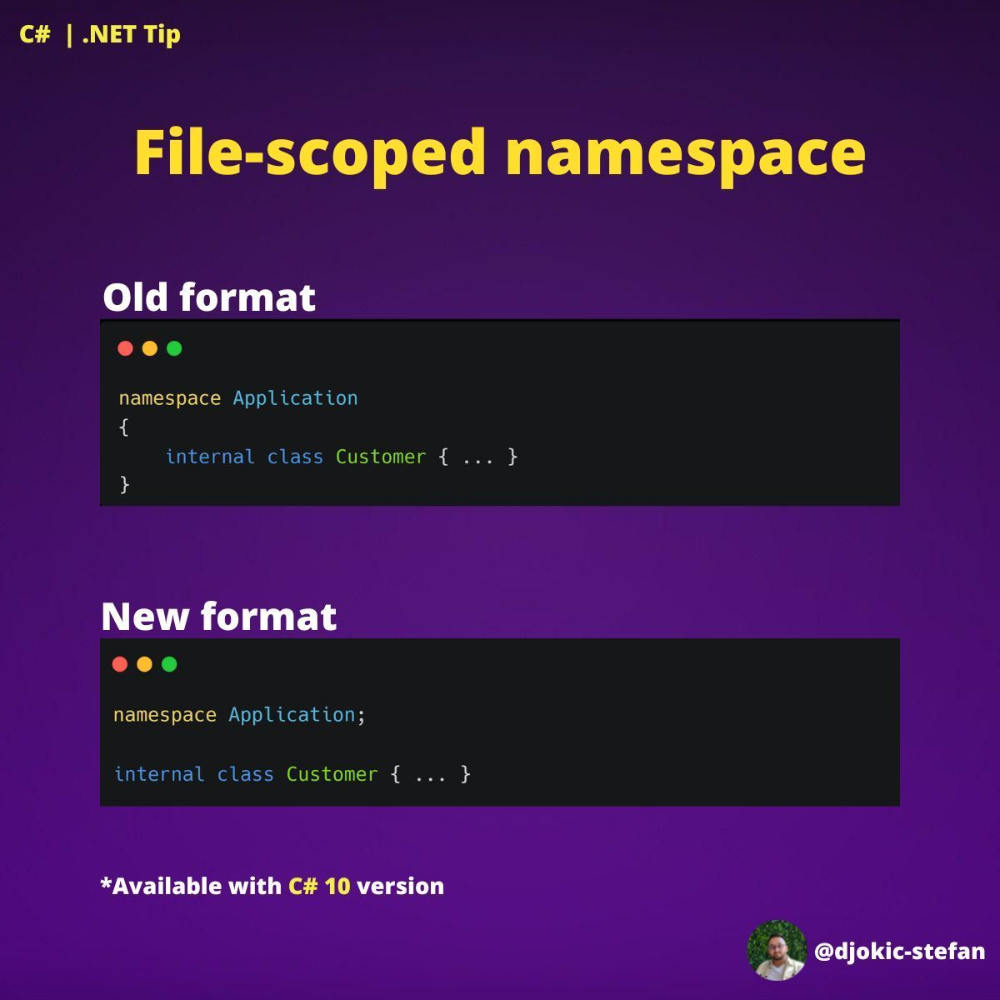 C# | .NET Tip
File-scoped namespace
Old format
namespace Application
{
    internal class Customer { ... }
}
New format
namespace Application;
internal class Customer { ... }
*Available with C# 10 version
@djokic-stefan